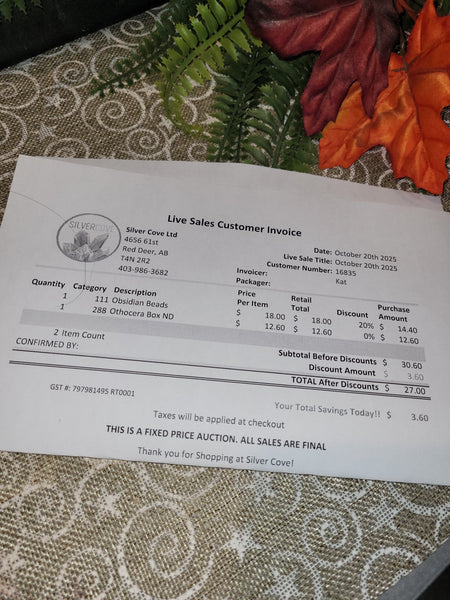 Live Sales Customer Invoice
SILVERCOVE
Silver Cove Ltd
4656 61st
Red Deer, AB
T4N 2R2
403-986-3682
Date: October 20th 2025
Live Sale Title: October 20th 2025
Customer Number: 16835
Invoicer:
Packager: Kat
Quantity Category Description Price Per Item Retail Total Discount Purchase Amount
1 111 Obsidian Beads $ 18.00 $ 18.00 20% $ 14.40
1 288 Othocera Box ND $ 12.60 $ 12.60 0% $ 12.60
2 Item Count
Subtotal Before Discounts $ 30.60
Discount Amount $ 3.60
CONFIRMED BY:
TOTAL After Discounts $ 27.00
GST #: 797981495 RT0001
Your Total Savings Today!! $ 3.60
Taxes will be applied at checkout
THIS IS A FIXED PRICE AUCTION. ALL SALES ARE FINAL
Thank you for Shopping at Silver Cove!